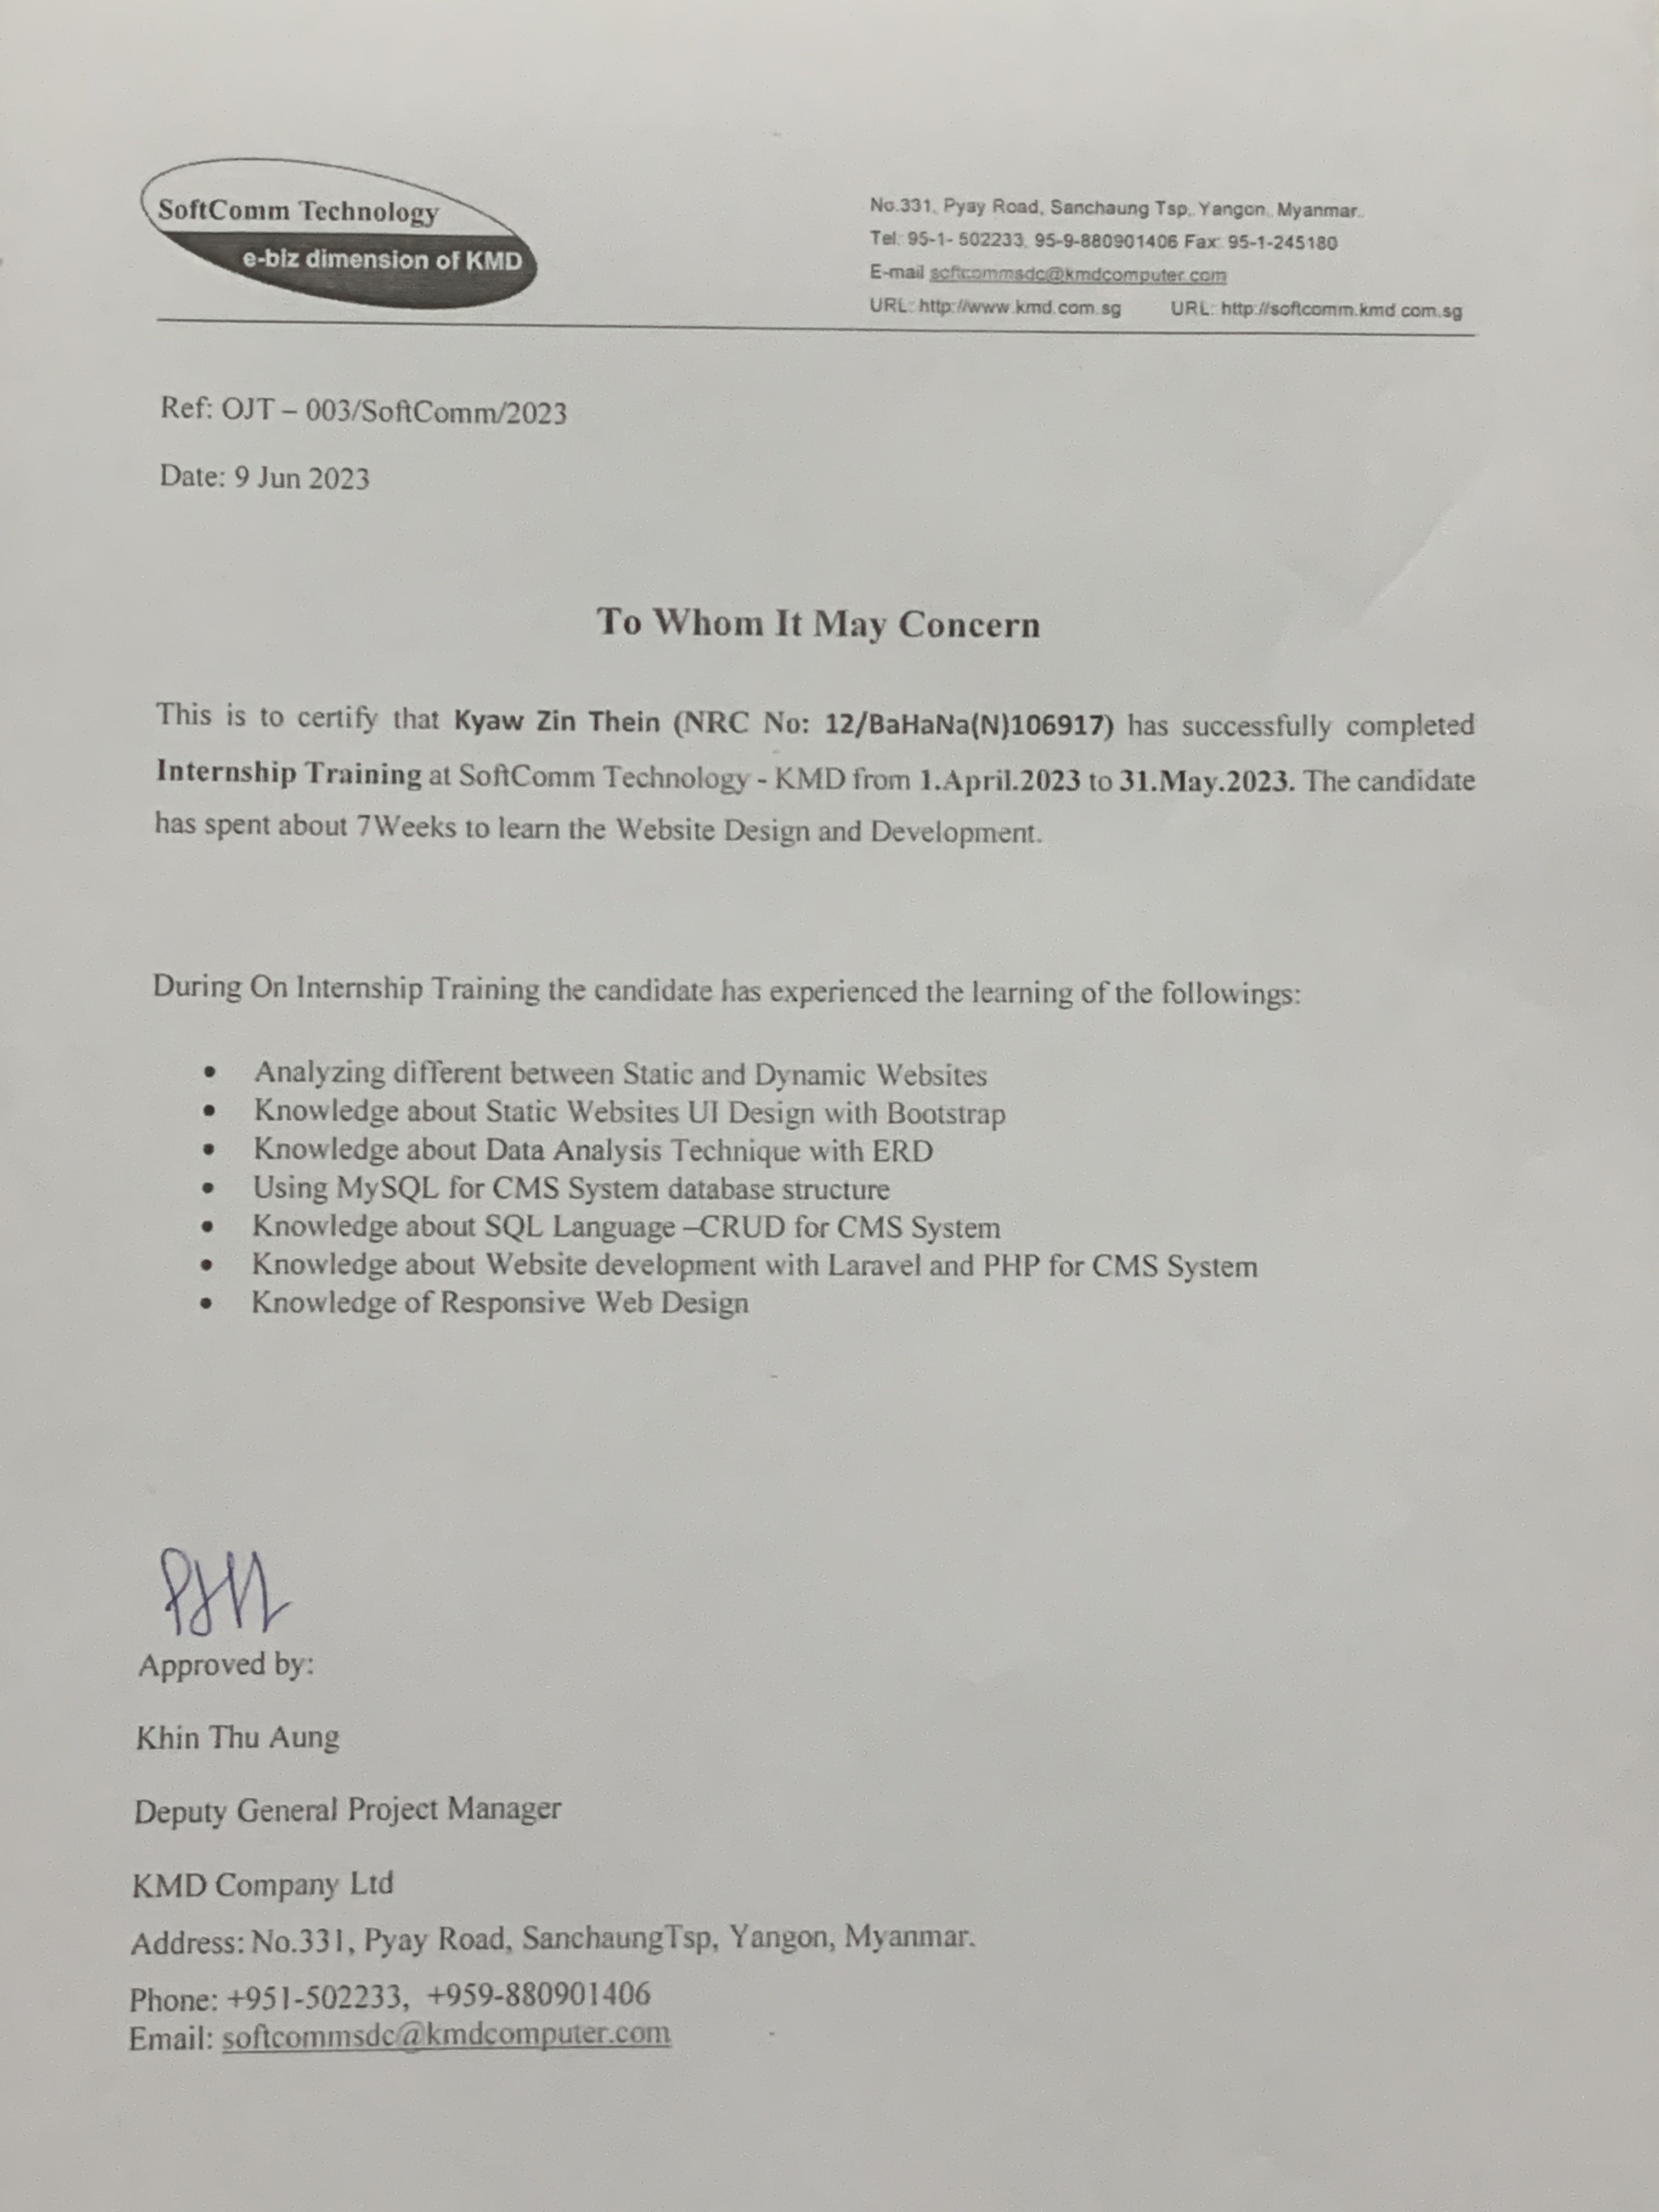 SoftComm Technology
e-biz dimension of KMD
No.331, Pyay Road, Sanchaung Tsp, Yangon, Myanmar.
Tel: 95-1- 502233, 95-9-880901406 Fax: 95-1-245180
E-mail softcommsdc@kmdcomputer.com
URL: http://www.kmd.com.sg URL: http://softcomm.kmd.com.sg
Ref: OJT – 003/SoftComm/2023
Date: 9 Jun 2023
To Whom It May Concern
This is to certify that Kyaw Zin Thein (NRC No: 12/BaHaNa(N)106917) has successfully completed
Internship Training at SoftComm Technology - KMD from 1.April.2023 to 31.May.2023. The candidate
has spent about 7Weeks to learn the Website Design and Development.
During On Internship Training the candidate has experienced the learning of the followings:
• Analyzing different between Static and Dynamic Websites
• Knowledge about Static Websites UI Design with Bootstrap
• Knowledge about Data Analysis Technique with ERD
• Using MySQL for CMS System database structure
• Knowledge about SQL Language –CRUD for CMS System
• Knowledge about Website development with Laravel and PHP for CMS System
• Knowledge of Responsive Web Design
Approved by:
Khin Thu Aung
Deputy General Project Manager
KMD Company Ltd
Address: No.331, Pyay Road, SanchaungTsp, Yangon, Myanmar.
Phone: +951-502233, +959-880901406
Email: softcommsdc@kmdcomputer.com